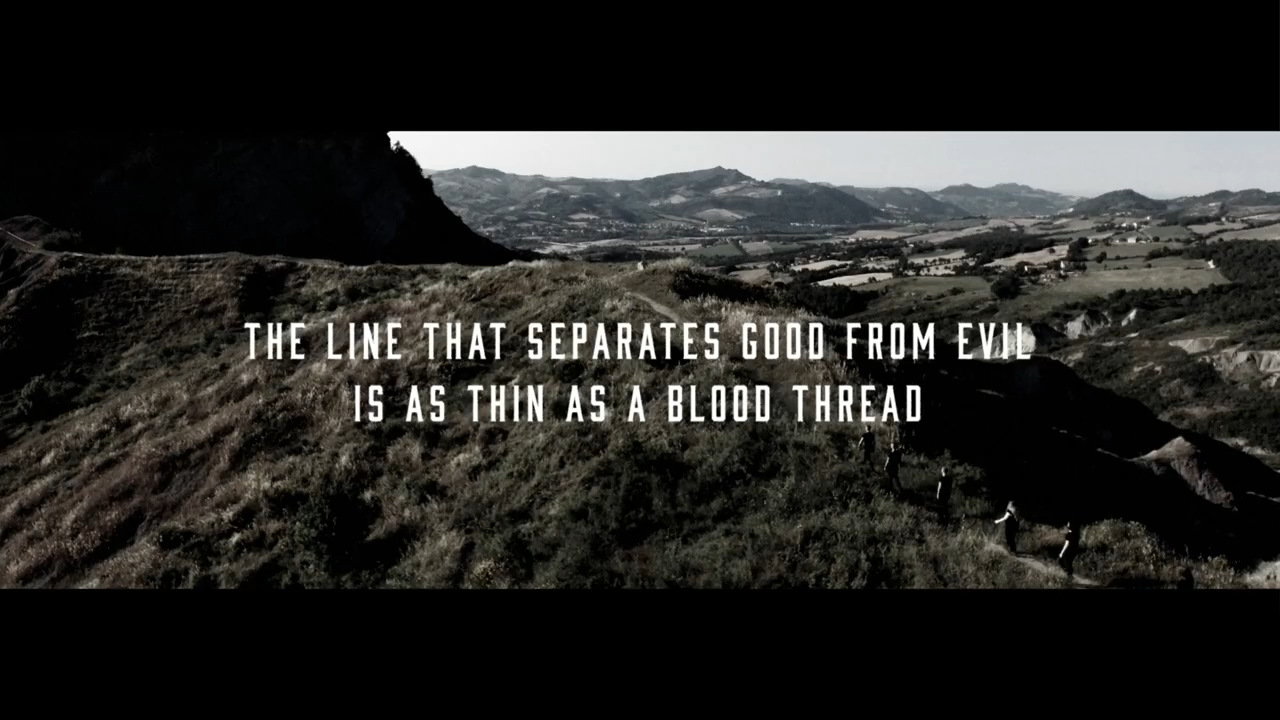 THE LINE THAT SEPARATES GOOD FROM EVIL
IS AS THIN AS A BLOOD THREAD